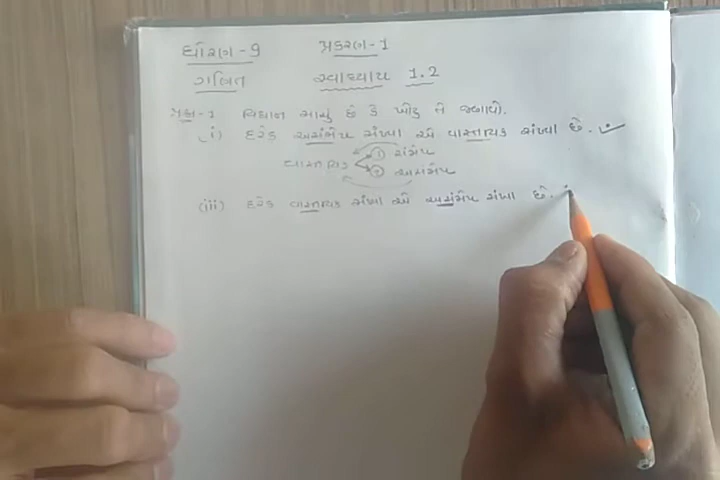 ધોરણ-9 પ્રકરણ-1
ગણિત સ્વાધ્યાય 1.2
પ્રશ્ન-1 વિધાન સાચું છે કે ખોટુ તે જણાવો.
(i) દરેક અસંમેય સંખ્યા એ વાસ્તવિક સંખ્યા છે. ✓
વાસ્તવિક ① સંમેય
② અસંમેય
(iii) દરેક વાસ્તવિક સંખ્યા એ અસંમેય સંખ્યા છે.